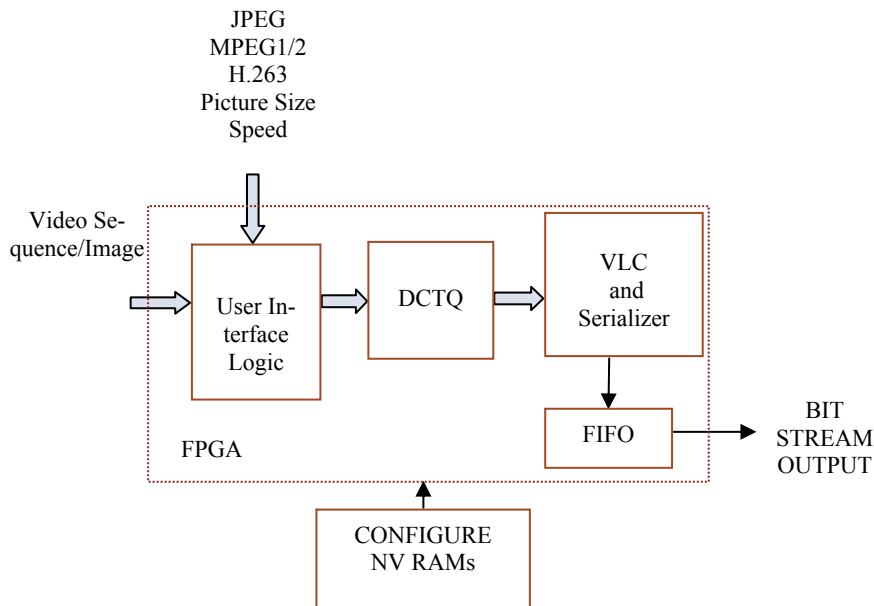 JPEG
MPEG1/2
H.263
Picture Size
Speed
Video Se-
quence/Image
User In-
terface
Logic
DCTQ
VLC
and
Serializer
FIFO
BIT
STREAM
OUTPUT
FPGA
CONFIGURE
NV RAMs